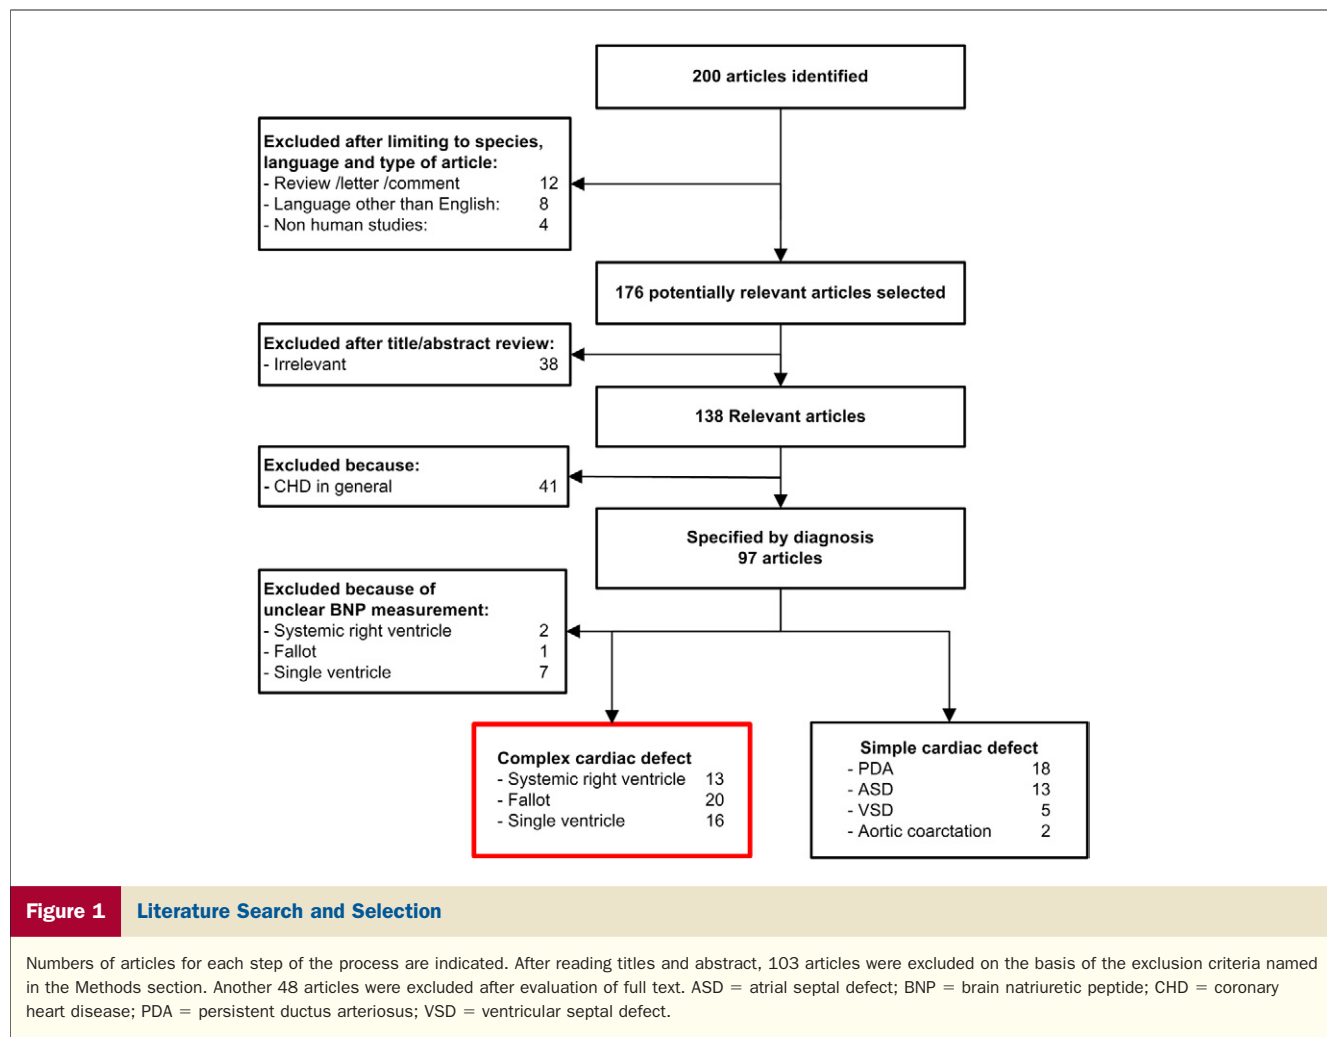 200 articles identified
Excluded after limiting to species,
language and type of article:
- Review /letter /comment 12
- Language other than English: 8
- Non human studies: 4
176 potentially relevant articles selected
Excluded after title/abstract review:
- Irrelevant 38
138 Relevant articles
Excluded because:
- CHD in general 41
Specified by diagnosis
97 articles
Excluded because of
unclear BNP measurement:
- Systemic right ventricle 2
- Fallot 1
- Single ventricle 7
Complex cardiac defect
- Systemic right ventricle 13
- Fallot 20
- Single ventricle 16
Simple cardiac defect
- PDA 18
- ASD 13
- VSD 5
- Aortic coarctation 2
Figure 1 Literature Search and Selection
Numbers of articles for each step of the process are indicated. After reading titles and abstract, 103 articles were excluded on the basis of the exclusion criteria named
in the Methods section. Another 48 articles were excluded after evaluation of full text. ASD = atrial septal defect; BNP = brain natriuretic peptide; CHD = coronary
heart disease; PDA = persistent ductus arteriosus; VSD = ventricular septal defect.